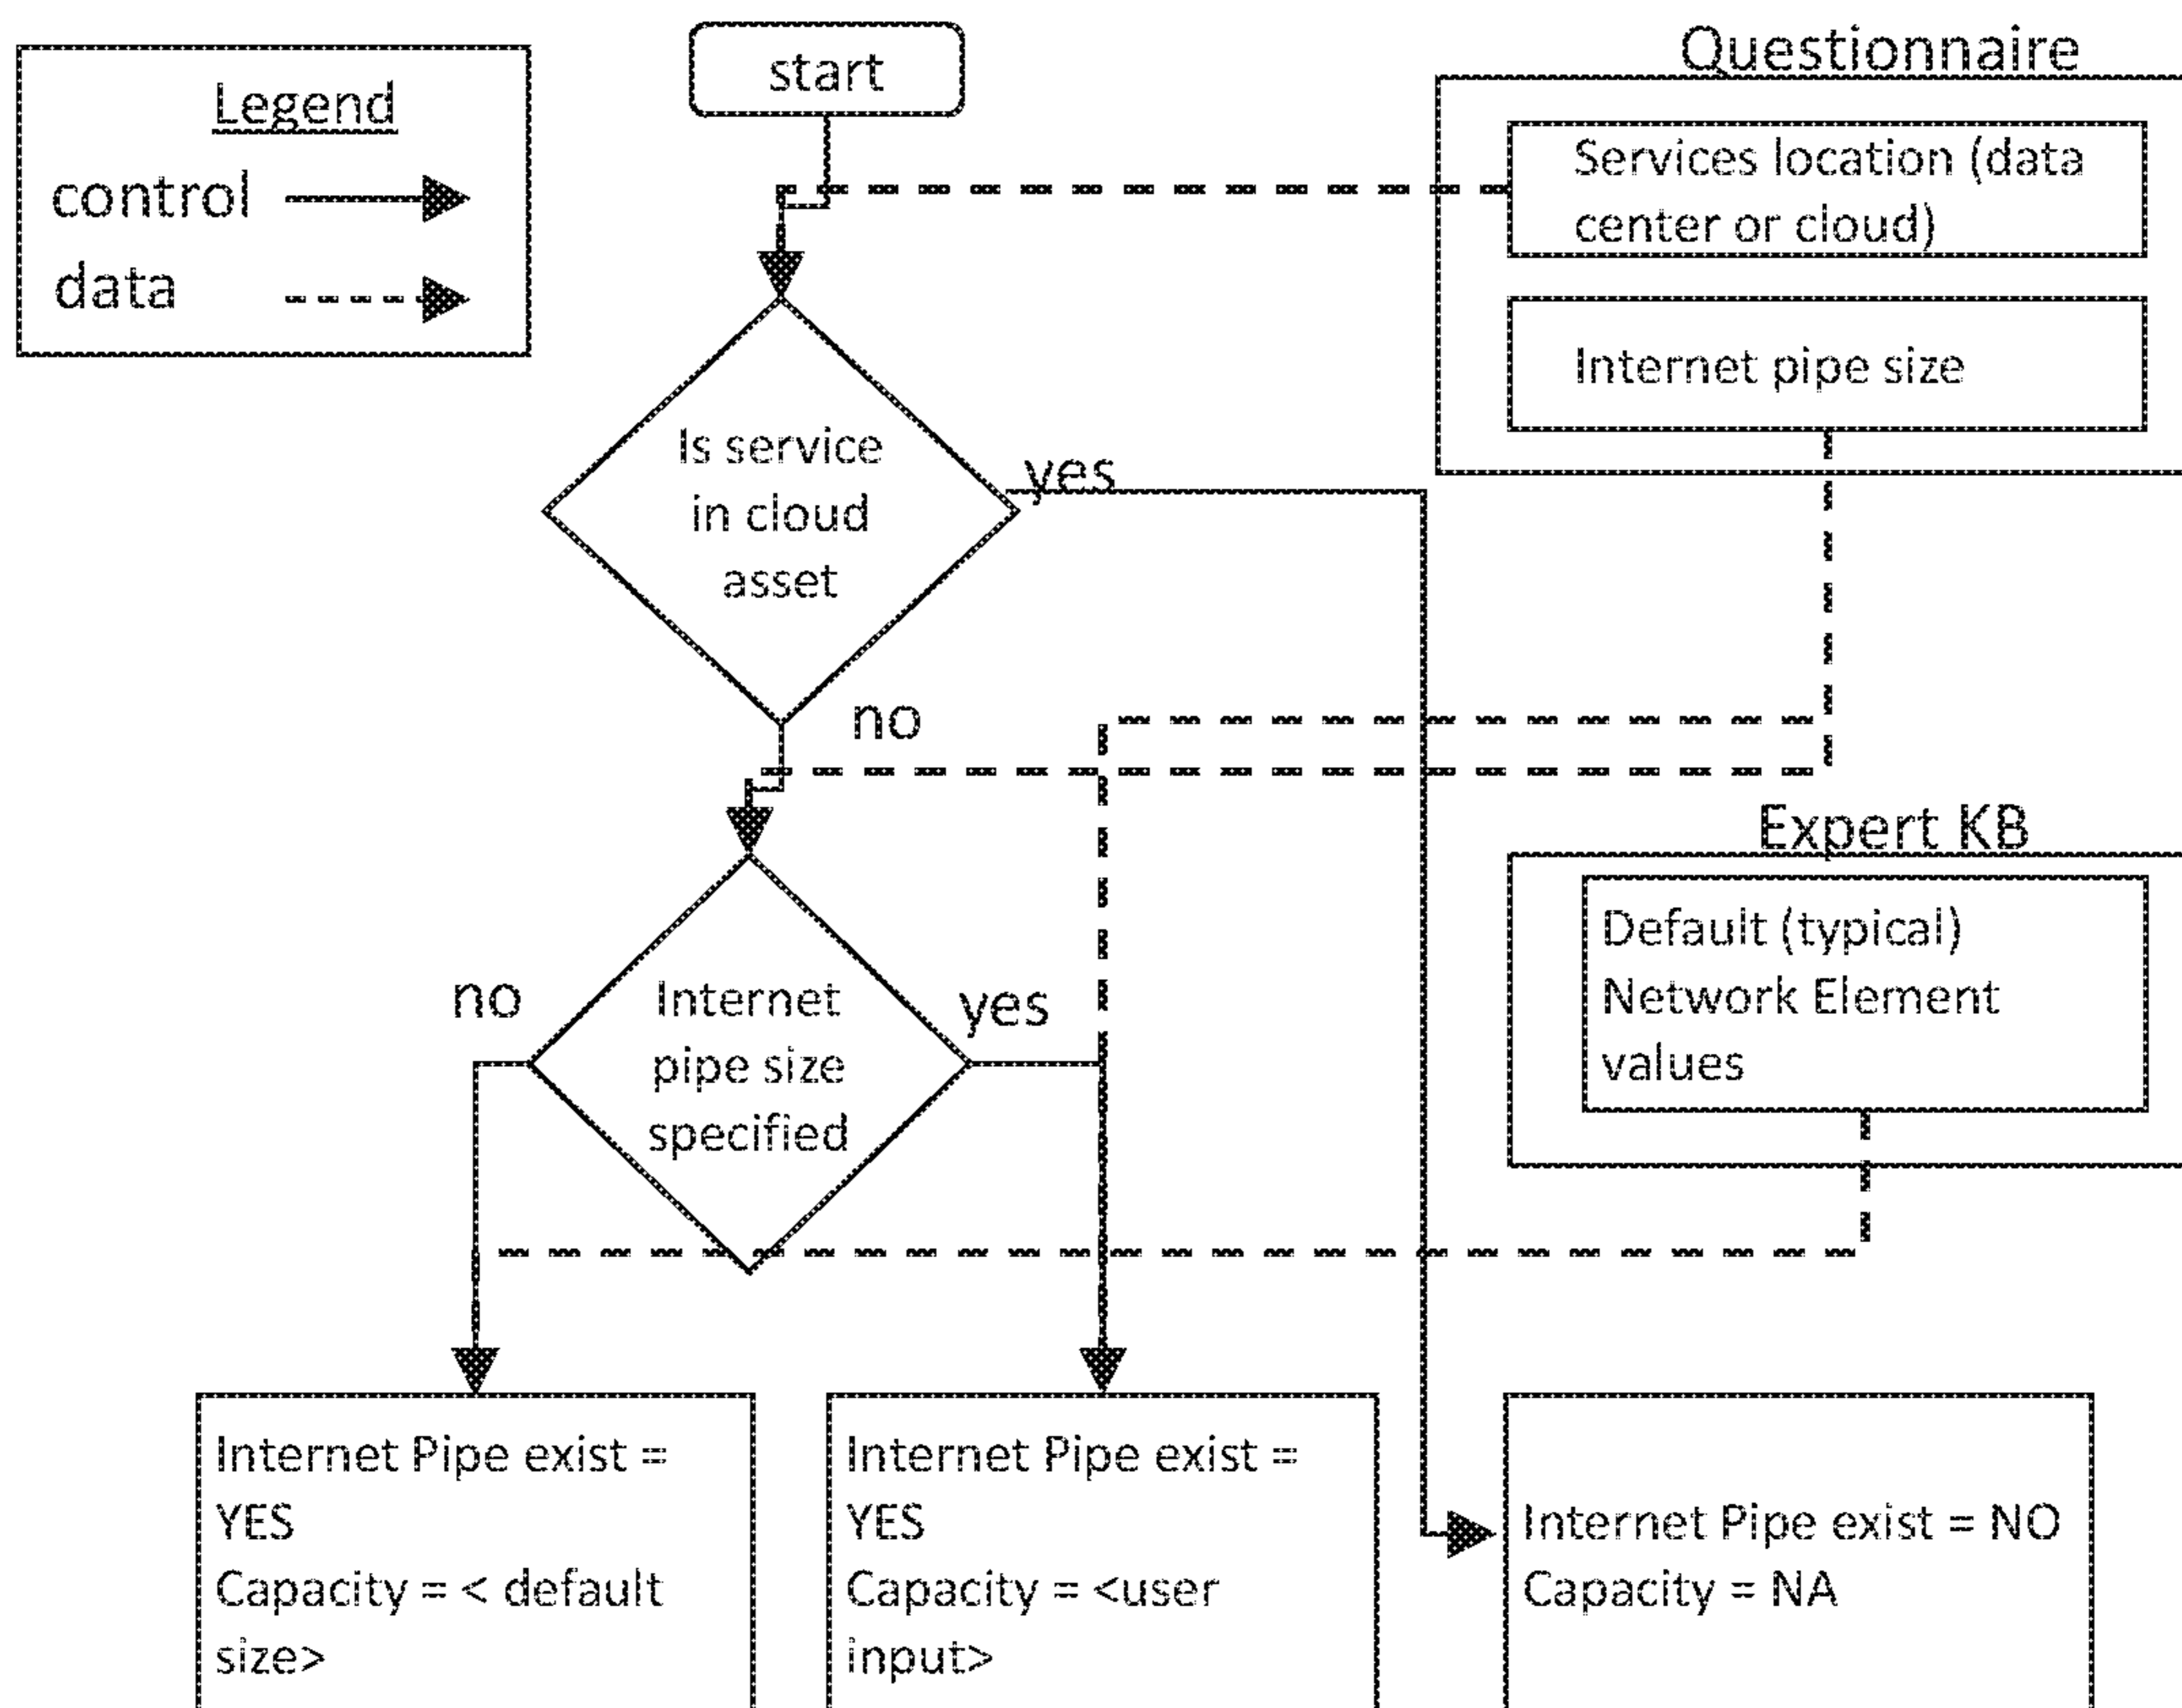 Legend
control
data
start
Questionnaire
Services location (data
center or cloud)
Internet pipe size
Is service
in cloud
asset
yes
no
Expert KB
Default (typical)
Network Element
values
no
Internet
pipe size
specified
yes
Internet Pipe exist =
YES
Capacity = < default
size>
Internet Pipe exist =
YES
Capacity = <user
input>
Internet Pipe exist = NO
Capacity = NA